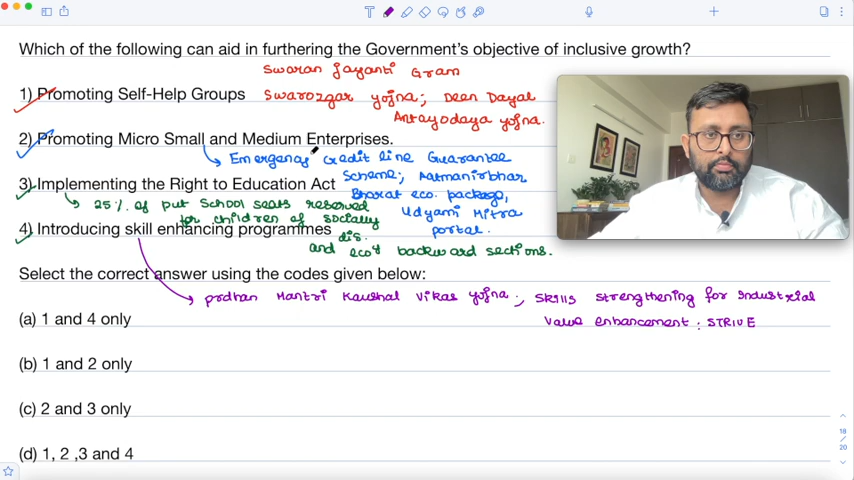 Which of the following can aid in furthering the Government's objective of inclusive growth?
Swaran Jayanti Gram
1) Promoting Self-Help Groups
Swarozgar yojna; Deen Dayal
Antayodaya yojna.
2) Promoting Micro Small and Medium Enterprises.
Emergency credit line Guarantee
Scheme; Aatmanirbhar
3) Implementing the Right to Education Act
Bharat eco. package,
25% of pvt School seats reserved
Udyami Mitra
for children of socially
4) Introducing skill enhancing programmes
portal.
dis.
and eco^y backward sections.
Select the correct answer using the codes given below:
prdhan Mantri Kaushal Vikas yojna; Skills strengthening for Industrial
(a) 1 and 4 only
Value enhancement: STRIVE
(b) 1 and 2 only
(c) 2 and 3 only
18
20
(d) 1, 2 ,3 and 4